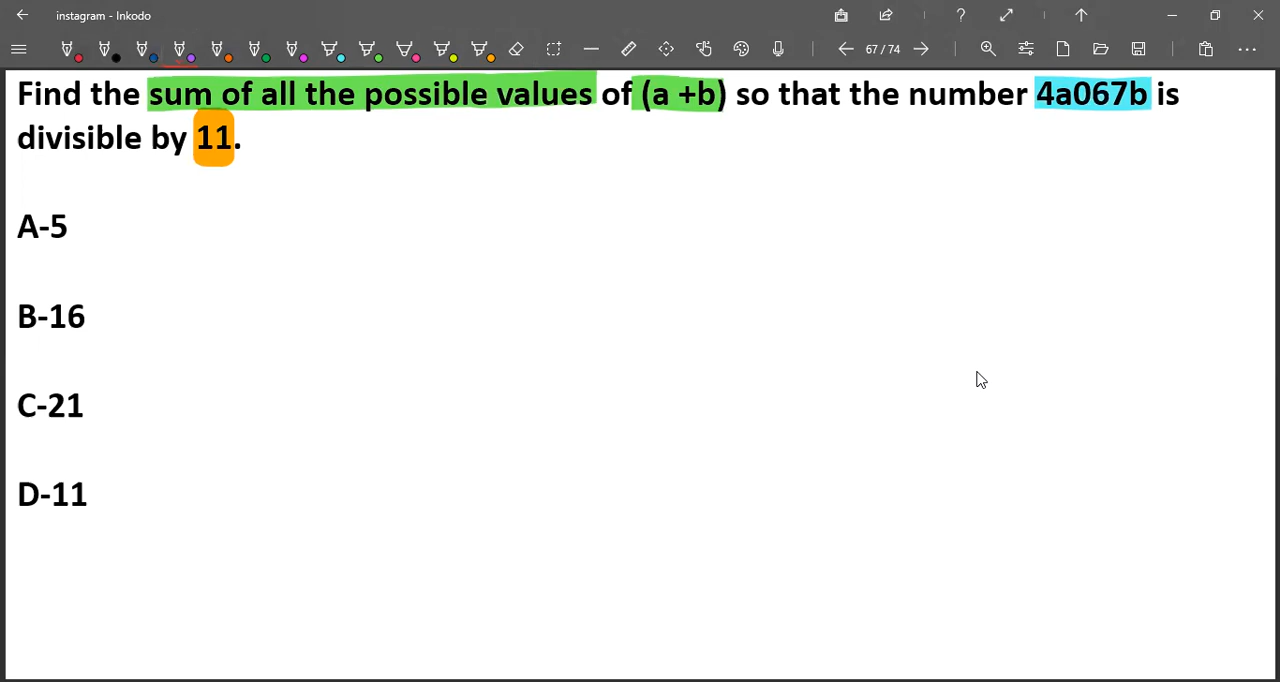 instagram - Inkodo
67 / 74
Find the sum of all the possible values of (a +b) so that the number 4a067b is
divisible by 11.
A-5
B-16
C-21
D-11